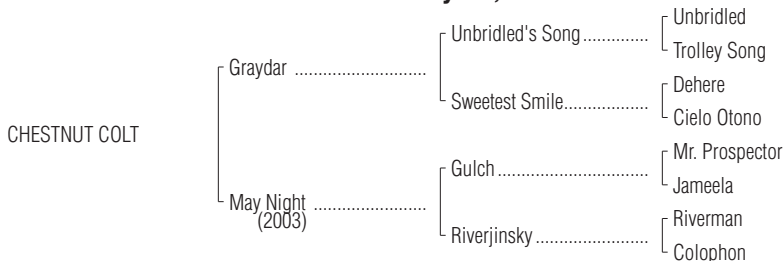 Unbridled
Unbridled's Song..............
Trolley Song
Graydar ............................
Dehere
Sweetest Smile..................
Cielo Otono
CHESTNUT COLT
Mr. Prospector
Gulch ................................
Jameela
May Night ........................
(2003)
Riverman
Riverjinsky ........................
Colophon